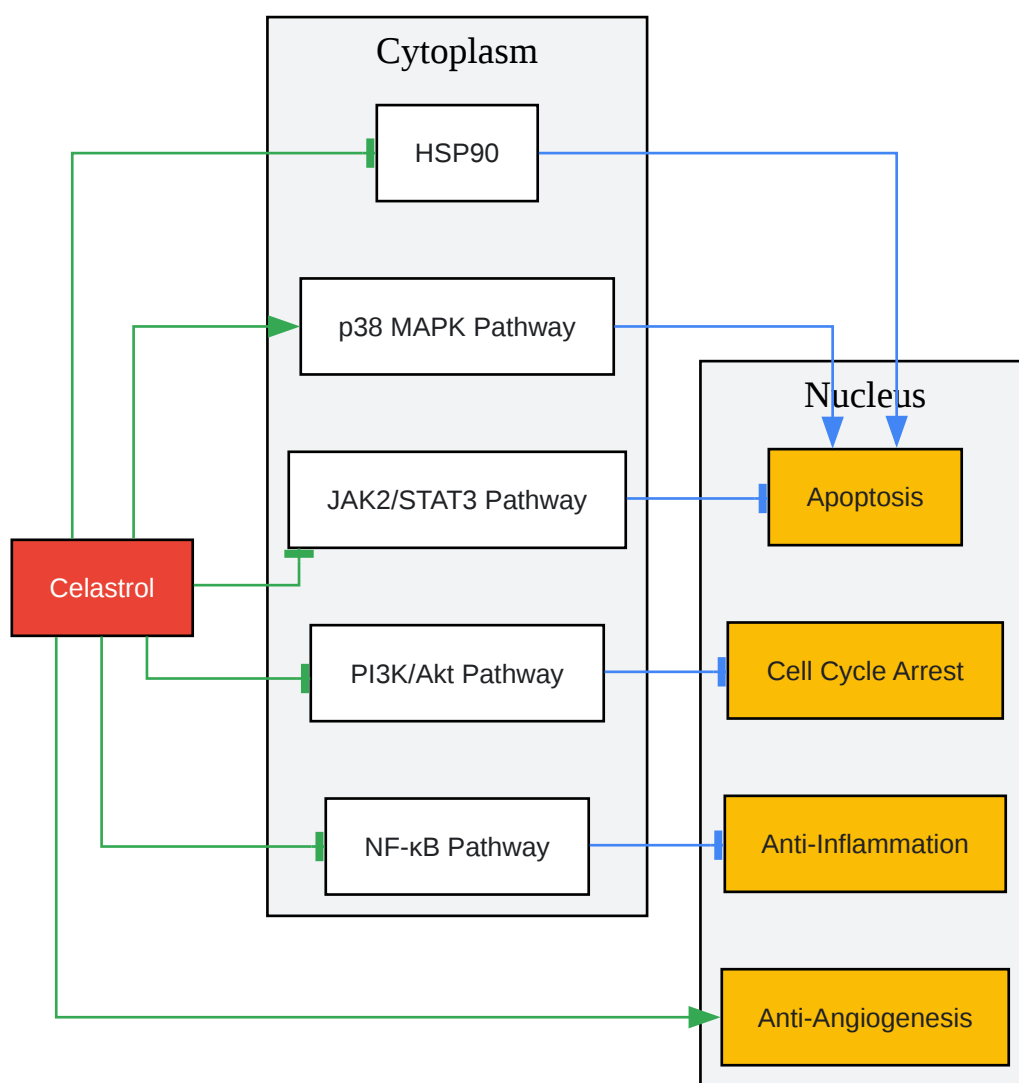 Cytoplasm
HSP90
p38 MAPK Pathway
Nucleus
JAK2/STAT3 Pathway
Apoptosis
Celastrol
PI3K/Akt Pathway
Cell Cycle Arrest
NF-κB Pathway
Anti-Inflammation
Anti-Angiogenesis